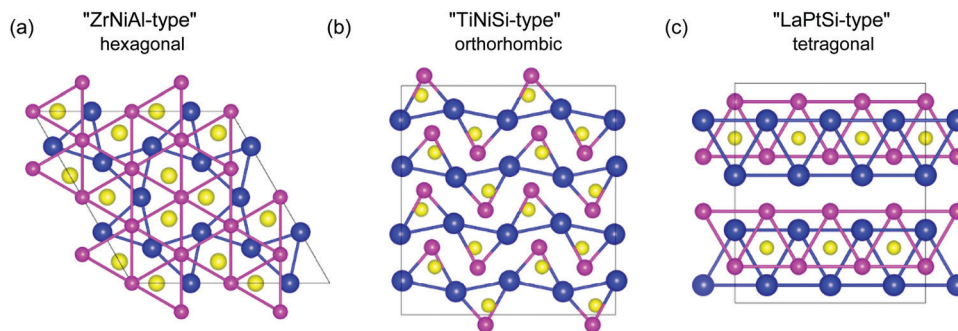 (a) "ZrNiAl-type"
hexagonal
(b) "TiNiSi-type"
orthorhombic
(c) "LaPtSi-type"
tetragonal